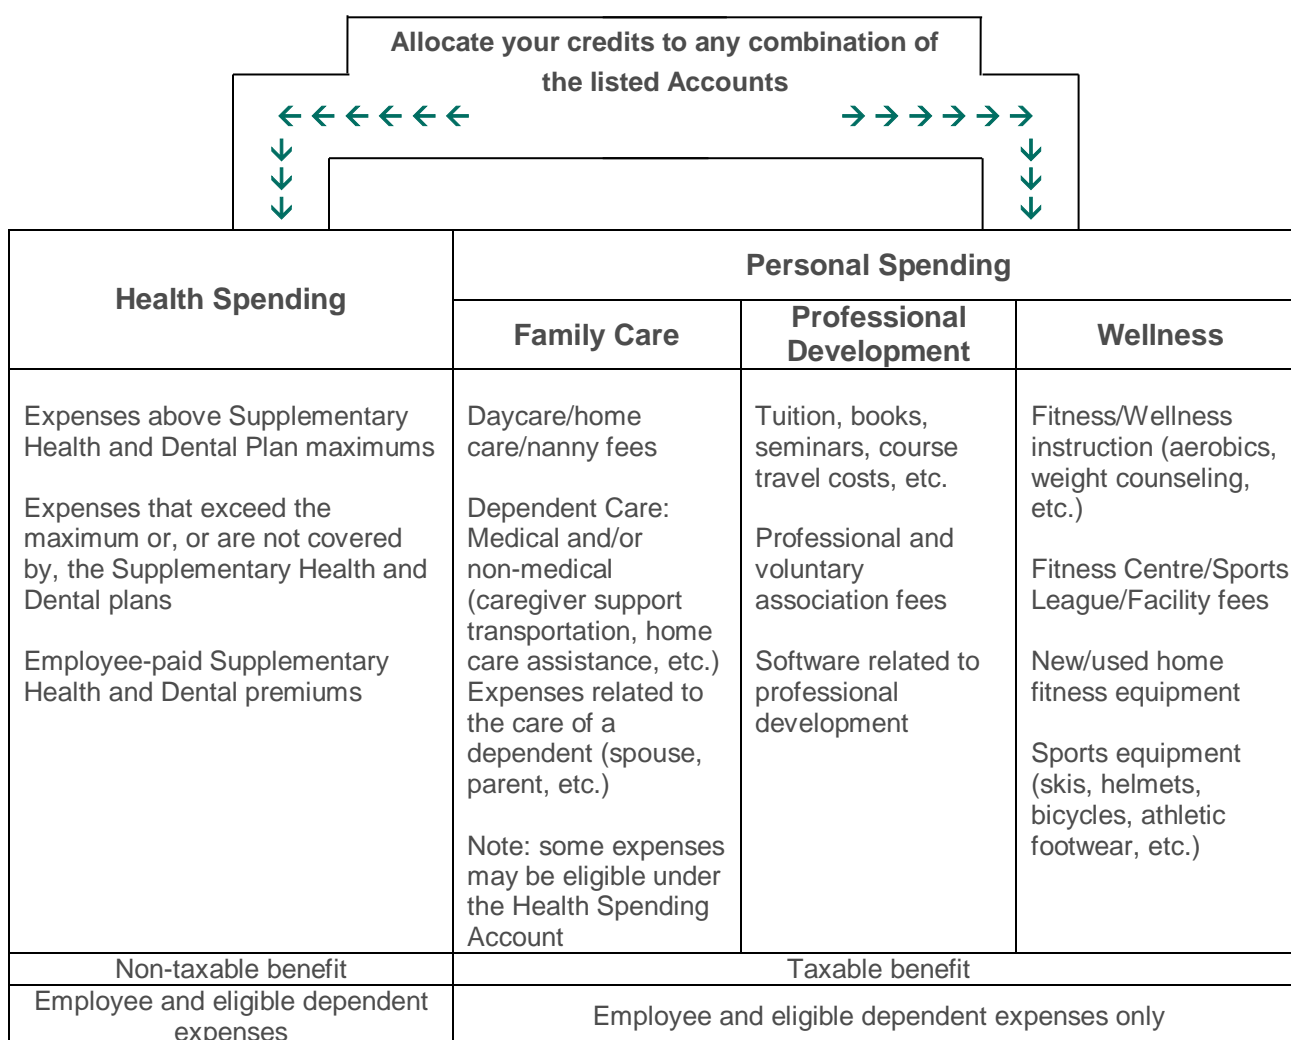 Allocate your credits to any combination of
the listed Accounts
Health Spending
Personal Spending
Family Care
Professional
Development
Wellness
Expenses above Supplementary
Health and Dental Plan maximums
Expenses that exceed the
maximum or, or are not covered
by, the Supplementary Health and
Dental plans
Employee-paid Supplementary
Health and Dental premiums
Daycare/home
care/nanny fees
Dependent Care:
Medical and/or
non-medical
(caregiver support
transportation, home
care assistance, etc.)
Expenses related to
the care of a
dependent (spouse,
parent, etc.)
Note: some expenses
may be eligible under
the Health Spending
Account
Tuition, books,
seminars, course
travel costs, etc.
Professional and
voluntary
association fees
Software related to
professional
development
Fitness/Wellness
instruction (aerobics,
weight counseling,
etc.)
Fitness Centre/Sports
League/Facility fees
New/used home
fitness equipment
Sports equipment
(skis, helmets,
bicycles, athletic
footwear, etc.)
Non-taxable benefit
Taxable benefit
Employee and eligible dependent
expenses
Employee and eligible dependent expenses only